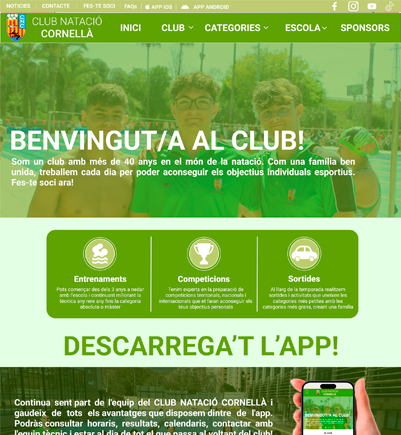 NOTICIES CONTACTE FES-TE SOCI FAQs APP IOS APP ANDROID
CLUB NATACIÓ
CORNELLÀ
INICI CLUB CATEGORIES ESCOLA SPONSORS
BENVINGUT/A AL CLUB!
Som un club amb més de 40 anys en el món de la natació. Com una família ben
unida, treballem cada dia per poder aconseguir els objectius individuals esportius.
Fes-te soci ara!
Entrenaments
Pots començar des dels 3 anys a nedar
amb l'escola i continuant millorant la
tècnica any rere any fins la categoria
absoluta o màster
Competicions
Tenim experts en la preparació de
competicions territorials, nacionals i
internacionals que et faran aconseguir els
teus objectius personals
Sortides
Al llarg de la temporada realitzem
sortides i activitats que uneixen les
categories més petites amb les
categories més grans, creant una família
DESCARREGA'T L'APP!
Continua sent part de l'equip del CLUB NATACIÓ CORNELLÀ i
gaudeix de tots els avantatges que disposem dintre de l'app.
Podràs consultar horaris, resultats, calendaris, contactar amb
l'equip tècnic i estar al dia de tot el que passa al voltant del club!